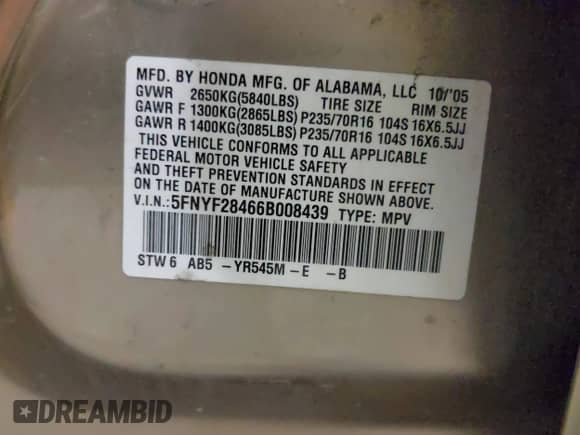 MFD. BY HONDA MFG. OF ALABAMA, LLC 10/'05
GVWR 2650KG(5840LBS) TIRE SIZE RIM SIZE
GAWR F 1300KG(2865LBS) P235/70R16 104S 16X6.5JJ
GAWR R 1400KG(3085LBS) P235/70R16 104S 16X6.5JJ
THIS VEHICLE CONFORMS TO ALL APPLICABLE
FEDERAL MOTOR VEHICLE SAFETY
AND THEFT PREVENTION STANDARDS IN EFFECT
ON THE DATE OF MANUFACTURE SHOWN ABOVE.
V.I.N.:5FNYF28466B008439 TYPE: MPV
STW 6 AB5 -YR545M -E -B
DREAMBID